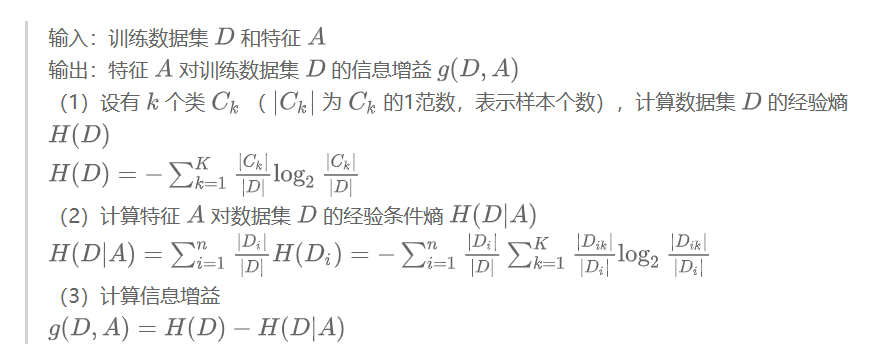 输入：训练数据集 D 和特征 A
输出：特征 A 对训练数据集 D 的信息增益 g(D, A)
（1）设有 k 个类 C_k （ |C_k| 为 C_k 的1范数，表示样本个数），计算数据集 D 的经验熵
H(D)
H(D) = −∑_{k=1}^{K} \frac{|C_k|}{|D|} log_2 \frac{|C_k|}{|D|}
（2）计算特征 A 对数据集 D 的经验条件熵 H(D|A)
H(D|A) = ∑_{i=1}^{n} \frac{|D_i|}{|D|} H(D_i) = −∑_{i=1}^{n} \frac{|D_i|}{|D|} ∑_{k=1}^{K} \frac{|D_{ik}|}{|D_i|} log_2 \frac{|D_{ik}|}{|D_i|}
（3）计算信息增益
g(D, A) = H(D) − H(D|A)